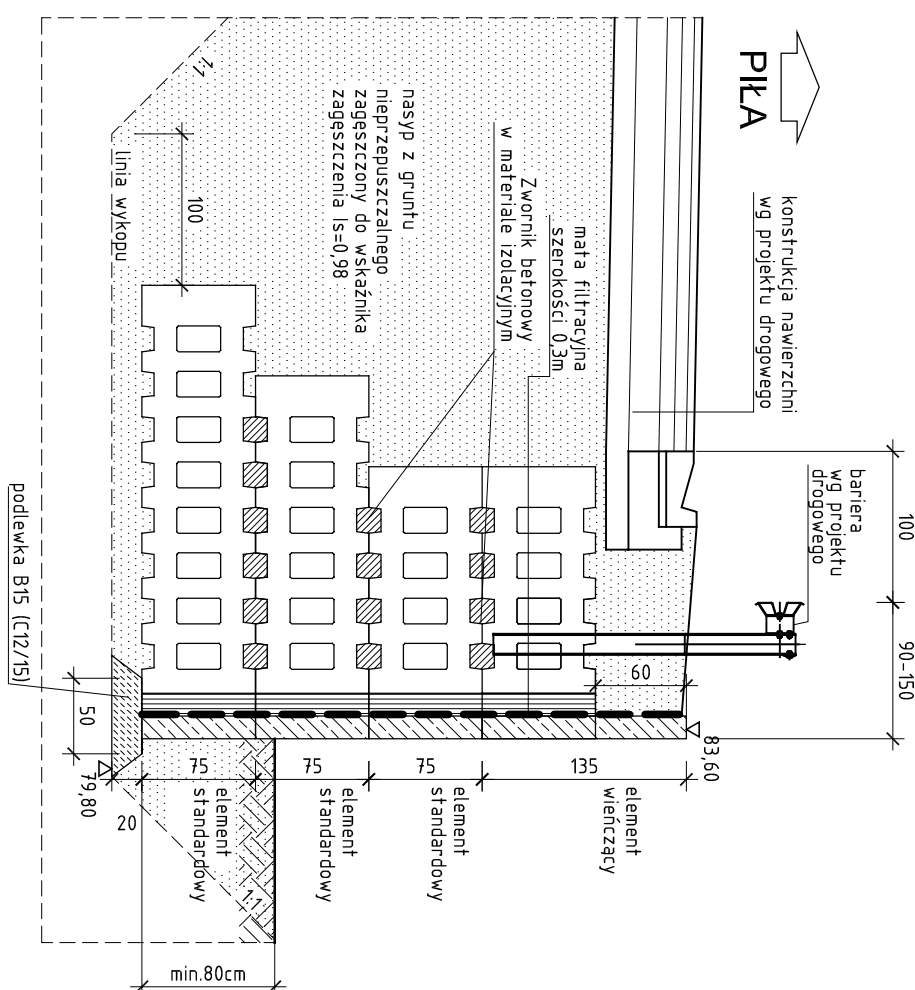 PIŁA
konstrukcja nawierzchni
wg projektu drogowego
bariera
wg projektu
drogowego
100
90-150
mata filtracyjna
szerokości 0,3m
Zwornik betonowy
w materiale izolacyjnym
nasyp z gruntu
nieprzepuszczalnego
zagęszczony do wskaźnika
zagęszczenia Is=0,98
1:1
100
linia wykopu
60
83,60
135
75
75
75
20
element
wieńczący
element
standardowy
element
standardowy
element
standardowy
50
79,80
1:1
podlewka B15 (C12/15)
min.80cm